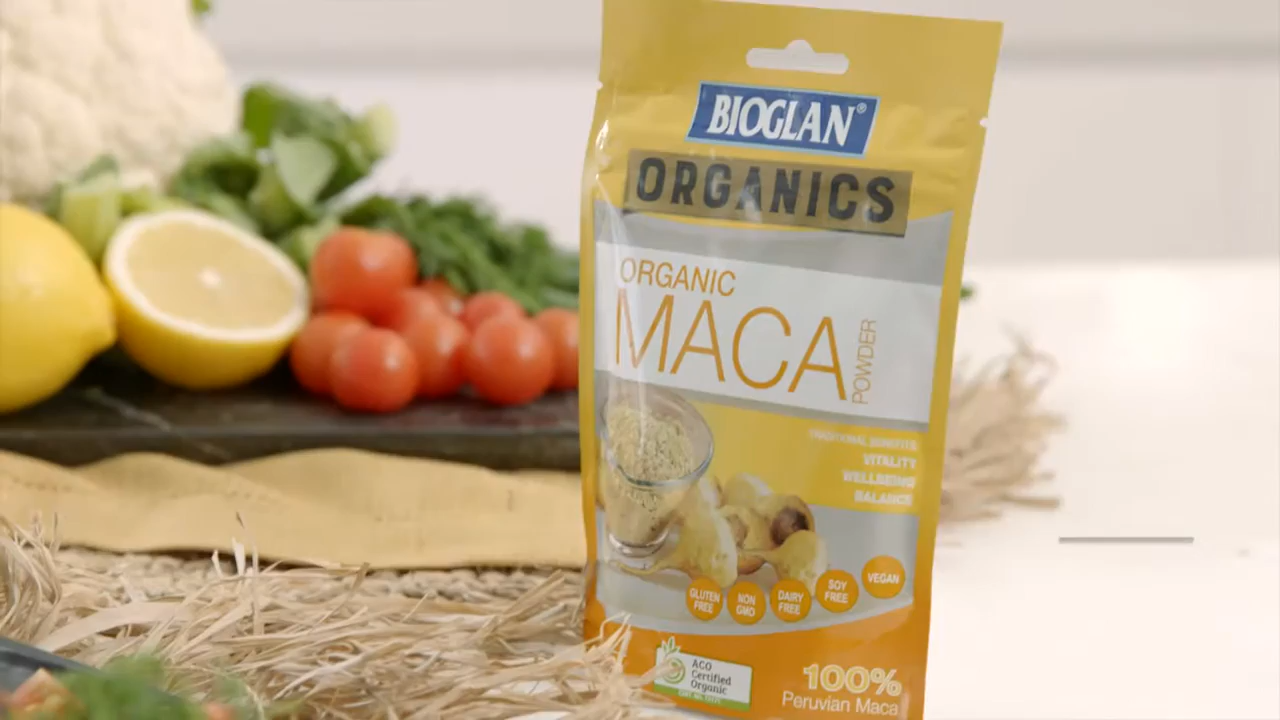 BIOGLAN®
ORGANICS
ORGANIC
MACA
POWDER
TRADITIONAL BENEFITS
VITALITY
WELLBEING
BALANCE
GLUTEN
FREE
NON
GMO
DAIRY
FREE
SOY
FREE
VEGAN
ACO
Certified
Organic
100%
Peruvian Maca